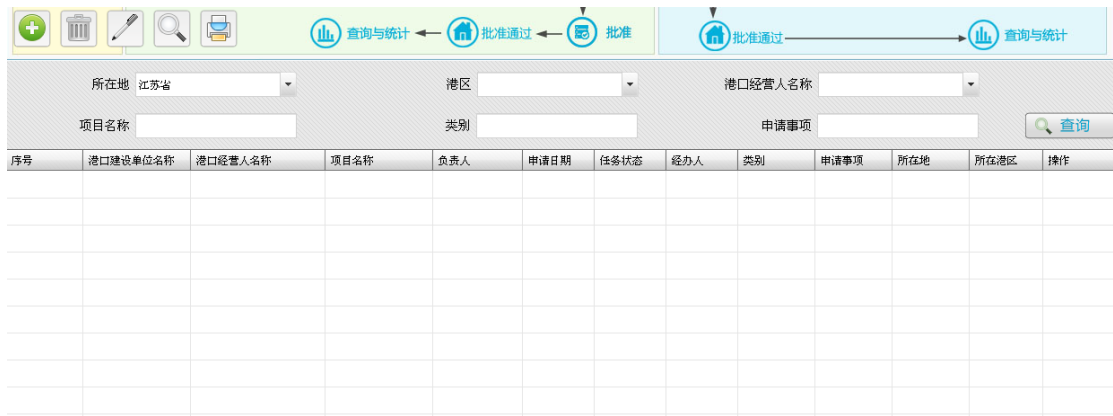 查询与统计 批准通过 批准 批准通过 查询与统计
所在地 江苏省 港区 港口经营人名称
项目名称 类别 申请事项 查询
序号 港口建设单位名称 港口经营人名称 项目名称 负责人 申请日期 任务状态 经办人 类别 申请事项 所在地 所在港区 操作